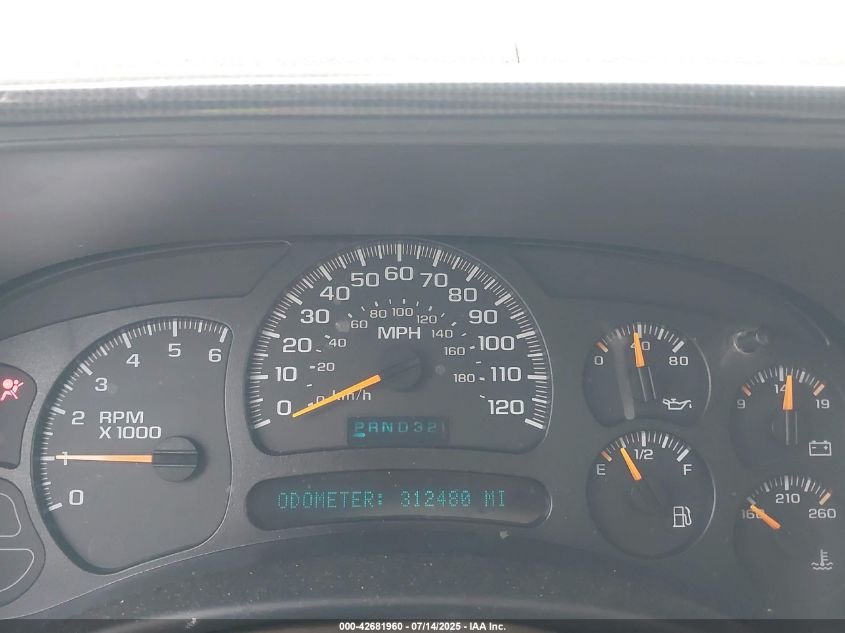 0 1 2 3 4 5 6
RPM
X 1000
0 10 20 30 40 50 60 70 80 90 100 110 120
MPH
0 20 40 60 80 100 120 140 160 180
km/h
PRND321
ODOMETER: 312480 MI
0 40 80
9 14 19
E 1/2 F
160 210 260
000-42681960 - 07/14/2025 - IAA Inc.